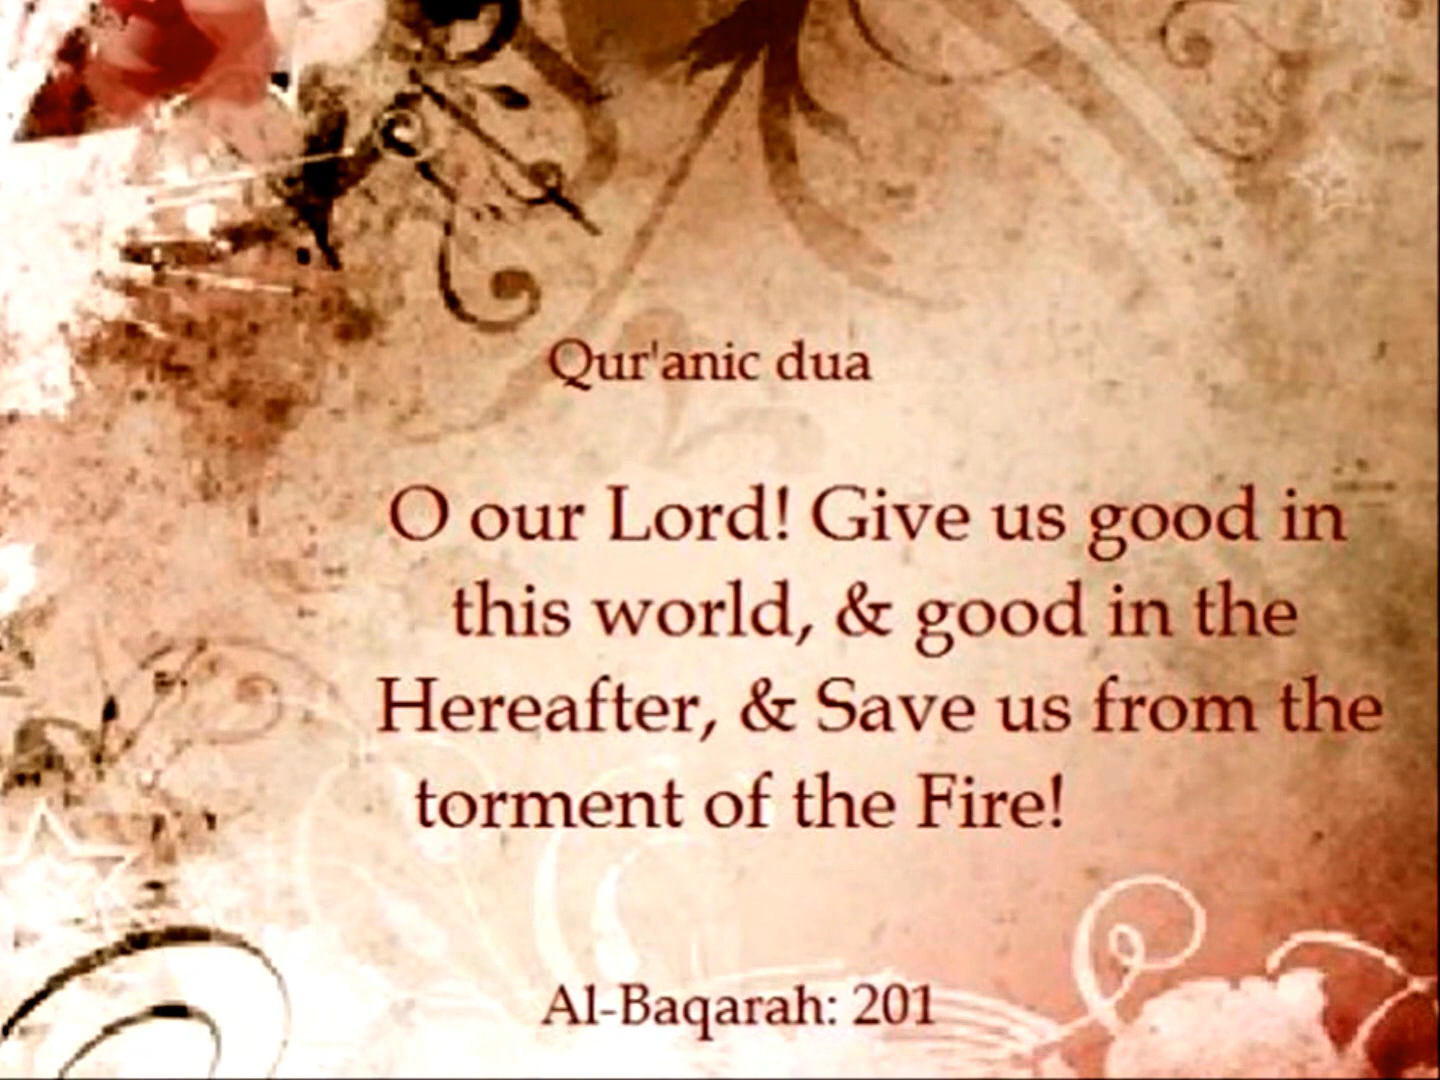 Qur'anic dua
O our Lord! Give us good in
this world, & good in the
Hereafter, & Save us from the
torment of the Fire!
Al-Baqarah: 201